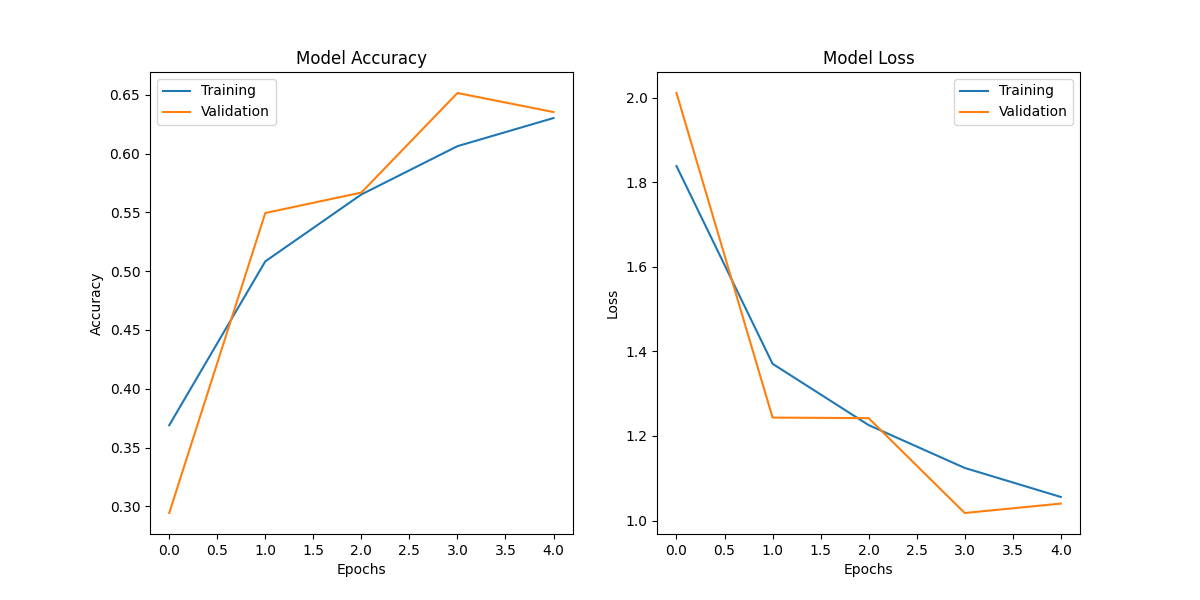 Model Accuracy
Training
Validation
0.65
0.60
0.55
0.50
0.45
0.40
0.35
0.30
Accuracy
0.0 0.5 1.0 1.5 2.0 2.5 3.0 3.5 4.0
Epochs
Model Loss
Training
Validation
2.0
1.8
1.6
1.4
1.2
1.0
Loss
0.0 0.5 1.0 1.5 2.0 2.5 3.0 3.5 4.0
Epochs